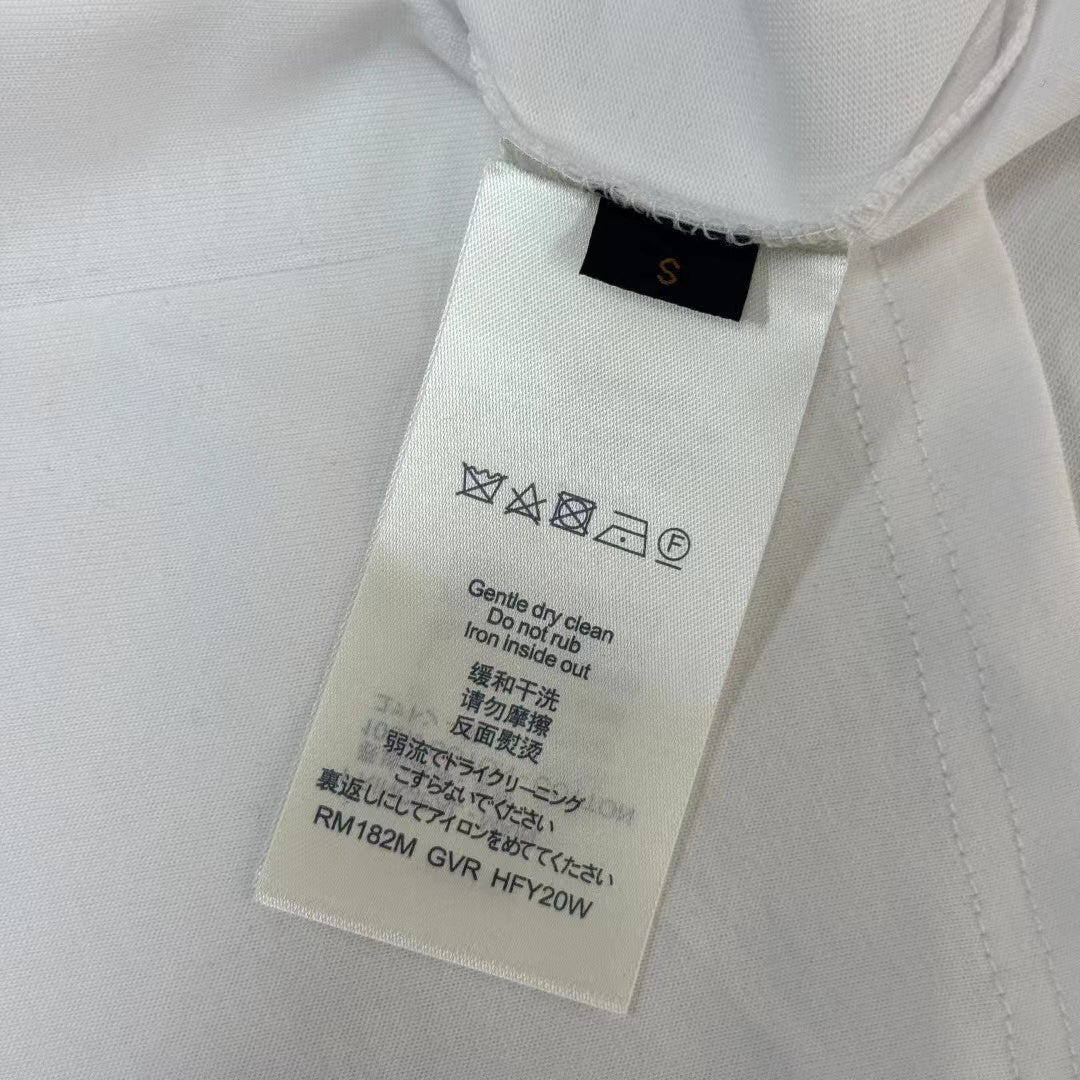 S
F
Gentle dry clean
Do not rub
Iron inside out
缓和干洗
请勿摩擦
反面熨烫
弱流でドライクリーニング
こすらないでください
裏返しにしてアイロンをめててください
RM182M GVR HFY20W